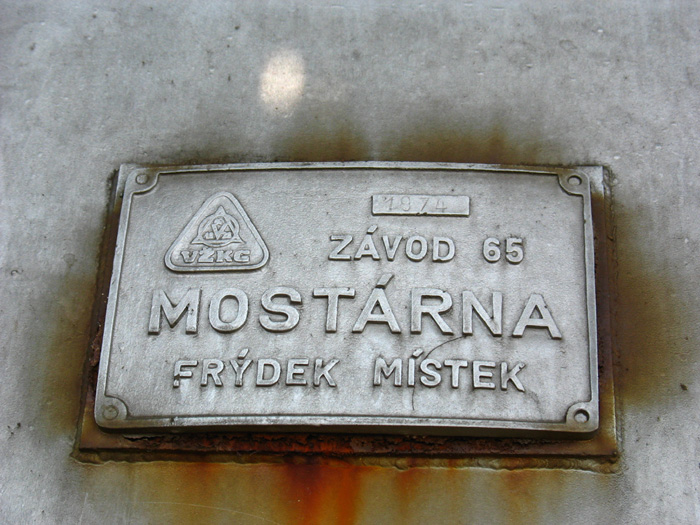 1974
VŽKG
ZÁVOD 65
MOSTÁRNA
FRÝDEK MÍSTEK